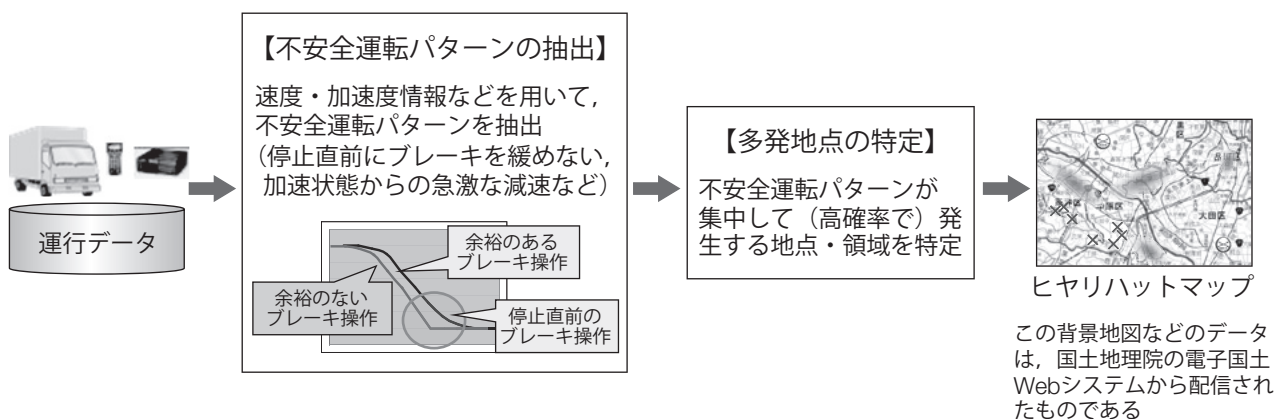 運行データ
【不安全運転パターンの抽出】
速度・加速度情報などを用いて，
不安全運転パターンを抽出
（停止直前にブレーキを緩めない，
加速状態からの急激な減速など）
余裕のある
ブレーキ操作
余裕のない
ブレーキ操作
停止直前の
ブレーキ操作
【多発地点の特定】
不安全運転パターンが
集中して（高確率で）発
生する地点・領域を特定
中原区
大田区
ヒヤリハットマップ
この背景地図などのデータ
は，国土地理院の電子国土
Webシステムから配信され
たものである